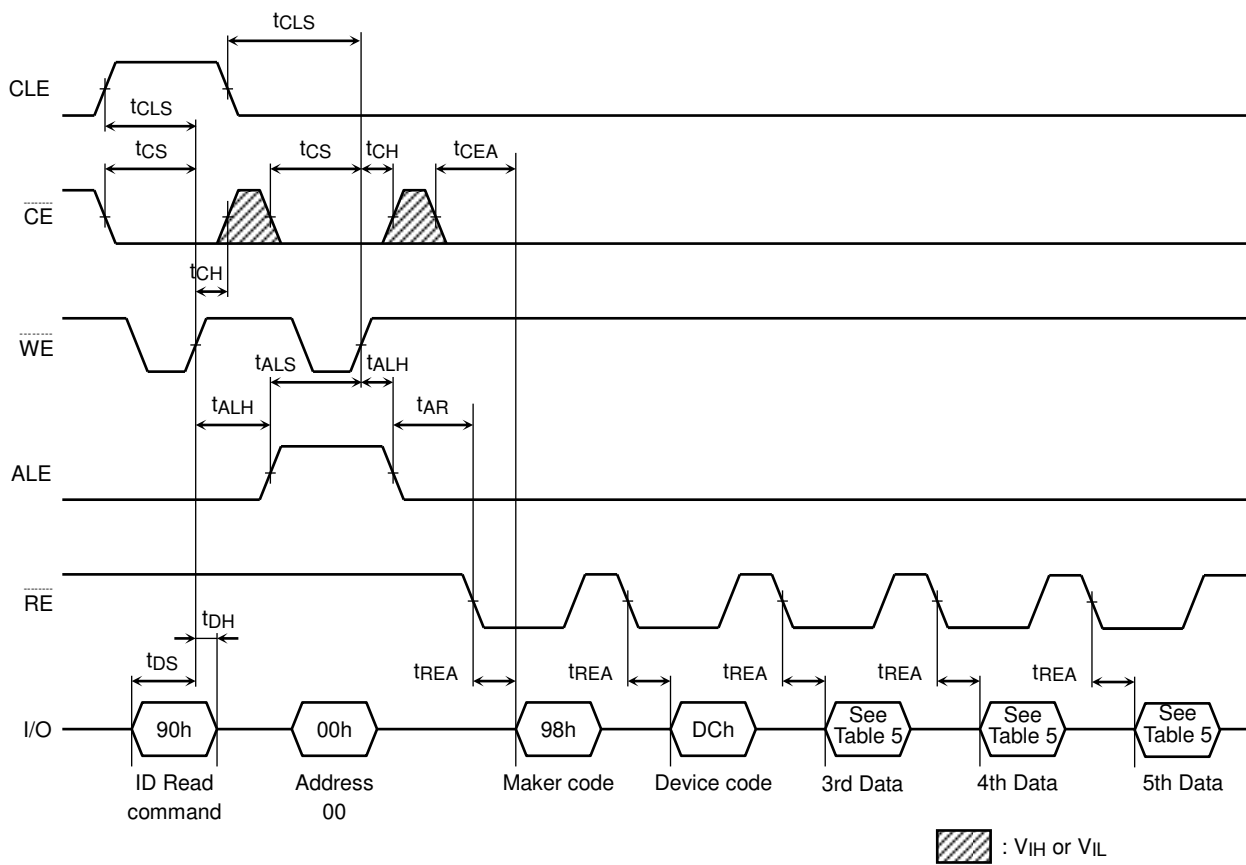 tCLS
CLE
tCLS
tCS tCS tCH tCEA
CE
tCH
WE
tALS tALH
tALH tAR
ALE
RE
tDH
tDS tREA tREA tREA tREA tREA
I/O 90h 00h 98h DCh See Table 5 See Table 5 See Table 5
ID Read command
Address 00
Maker code
Device code
3rd Data
4th Data
5th Data
: VIH or VIL